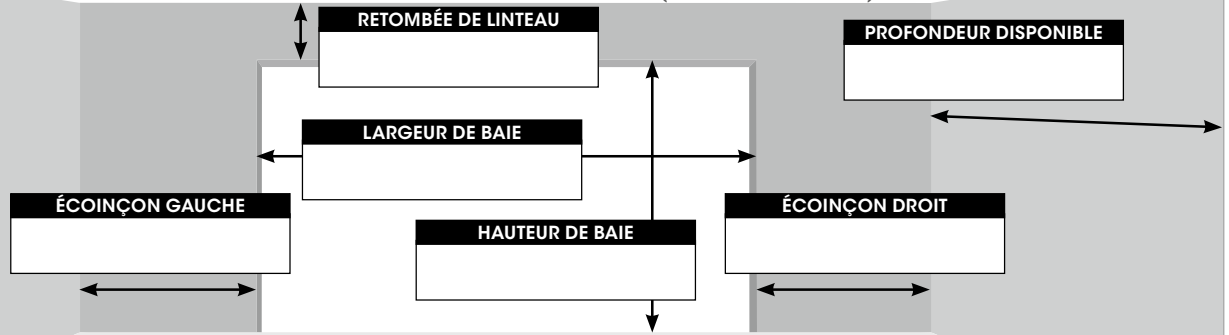 RETOMBÉE DE LINTEAU
PROFONDEUR DISPONIBLE
LARGEUR DE BAIE
ÉCOINÇON GAUCHE
ÉCOINÇON DROIT
HAUTEUR DE BAIE